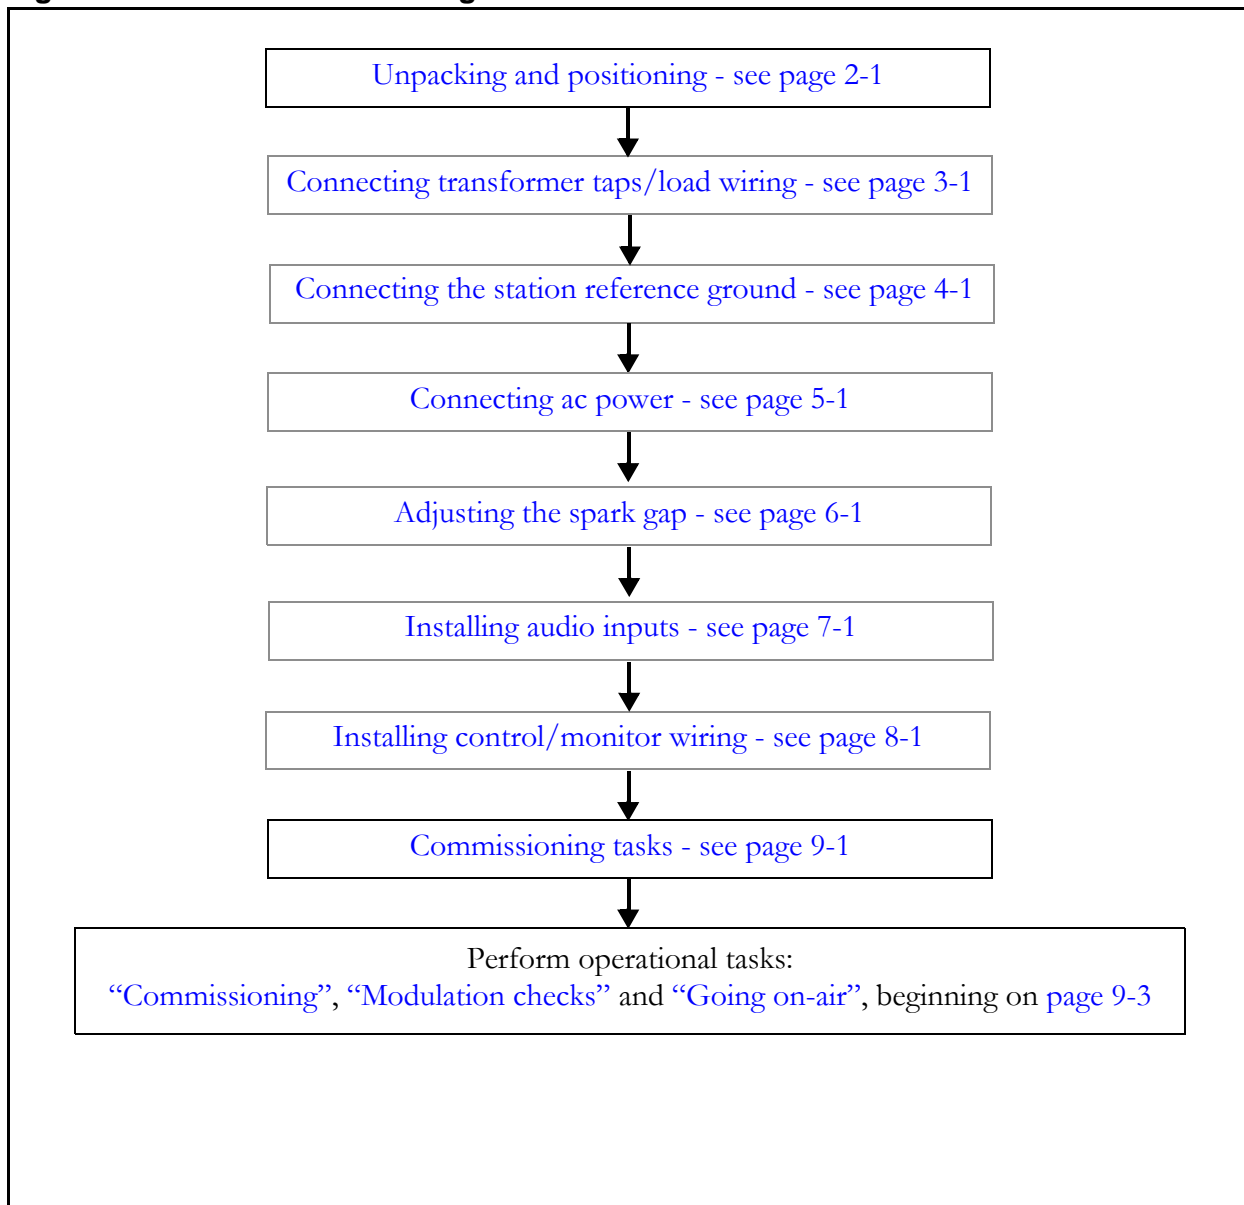 Unpacking and positioning - see page 2-1
Connecting transformer taps/load wiring - see page 3-1
Connecting the station reference ground - see page 4-1
Connecting ac power - see page 5-1
Adjusting the spark gap - see page 6-1
Installing audio inputs - see page 7-1
Installing control/monitor wiring - see page 8-1
Commissioning tasks - see page 9-1
Perform operational tasks:
“Commissioning”, “Modulation checks” and “Going on-air”, beginning on page 9-3